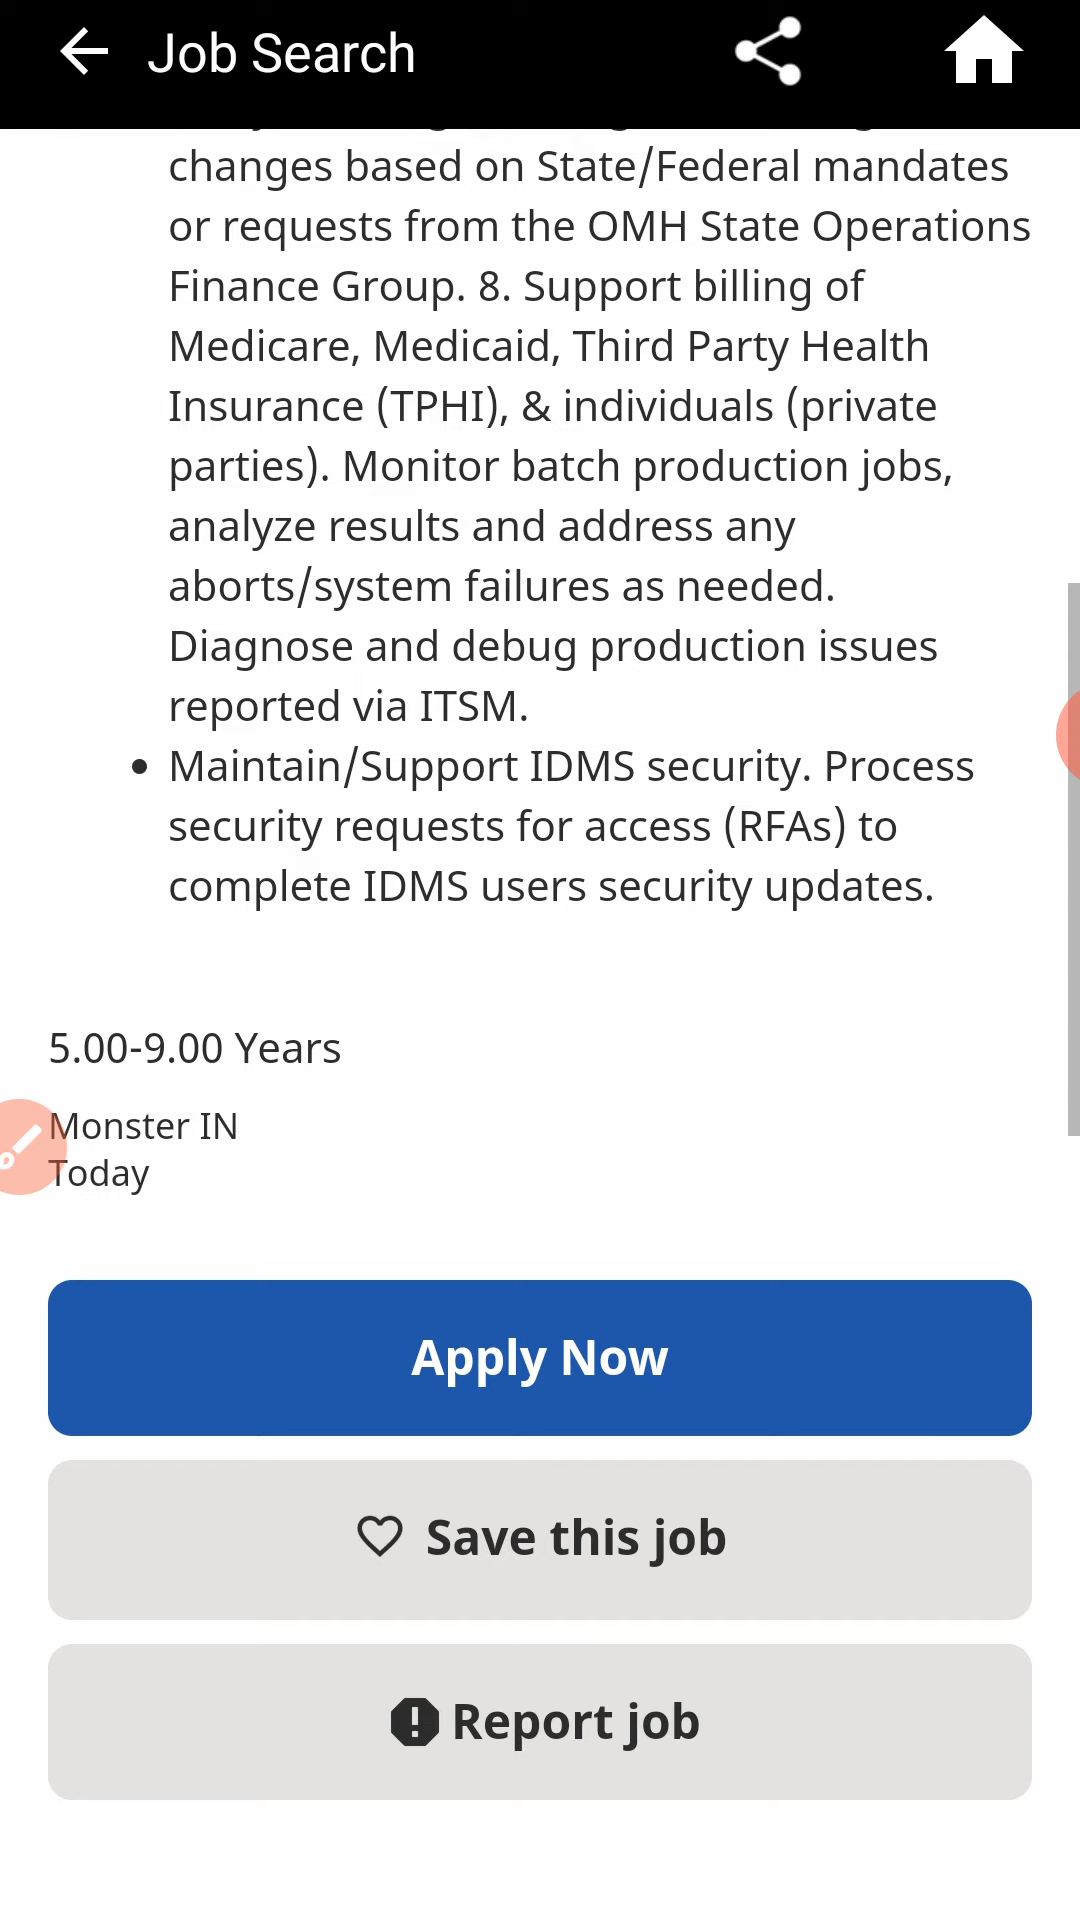 Job Search
changes based on State/Federal mandates
or requests from the OMH State Operations
Finance Group. 8. Support billing of
Medicare, Medicaid, Third Party Health
Insurance (TPHI), & individuals (private
parties). Monitor batch production jobs,
analyze results and address any
aborts/system failures as needed.
Diagnose and debug production issues
reported via ITSM.
• Maintain/Support IDMS security. Process
security requests for access (RFAs) to
complete IDMS users security updates.
5.00-9.00 Years
Monster IN
Today
Apply Now
Save this job
Report job